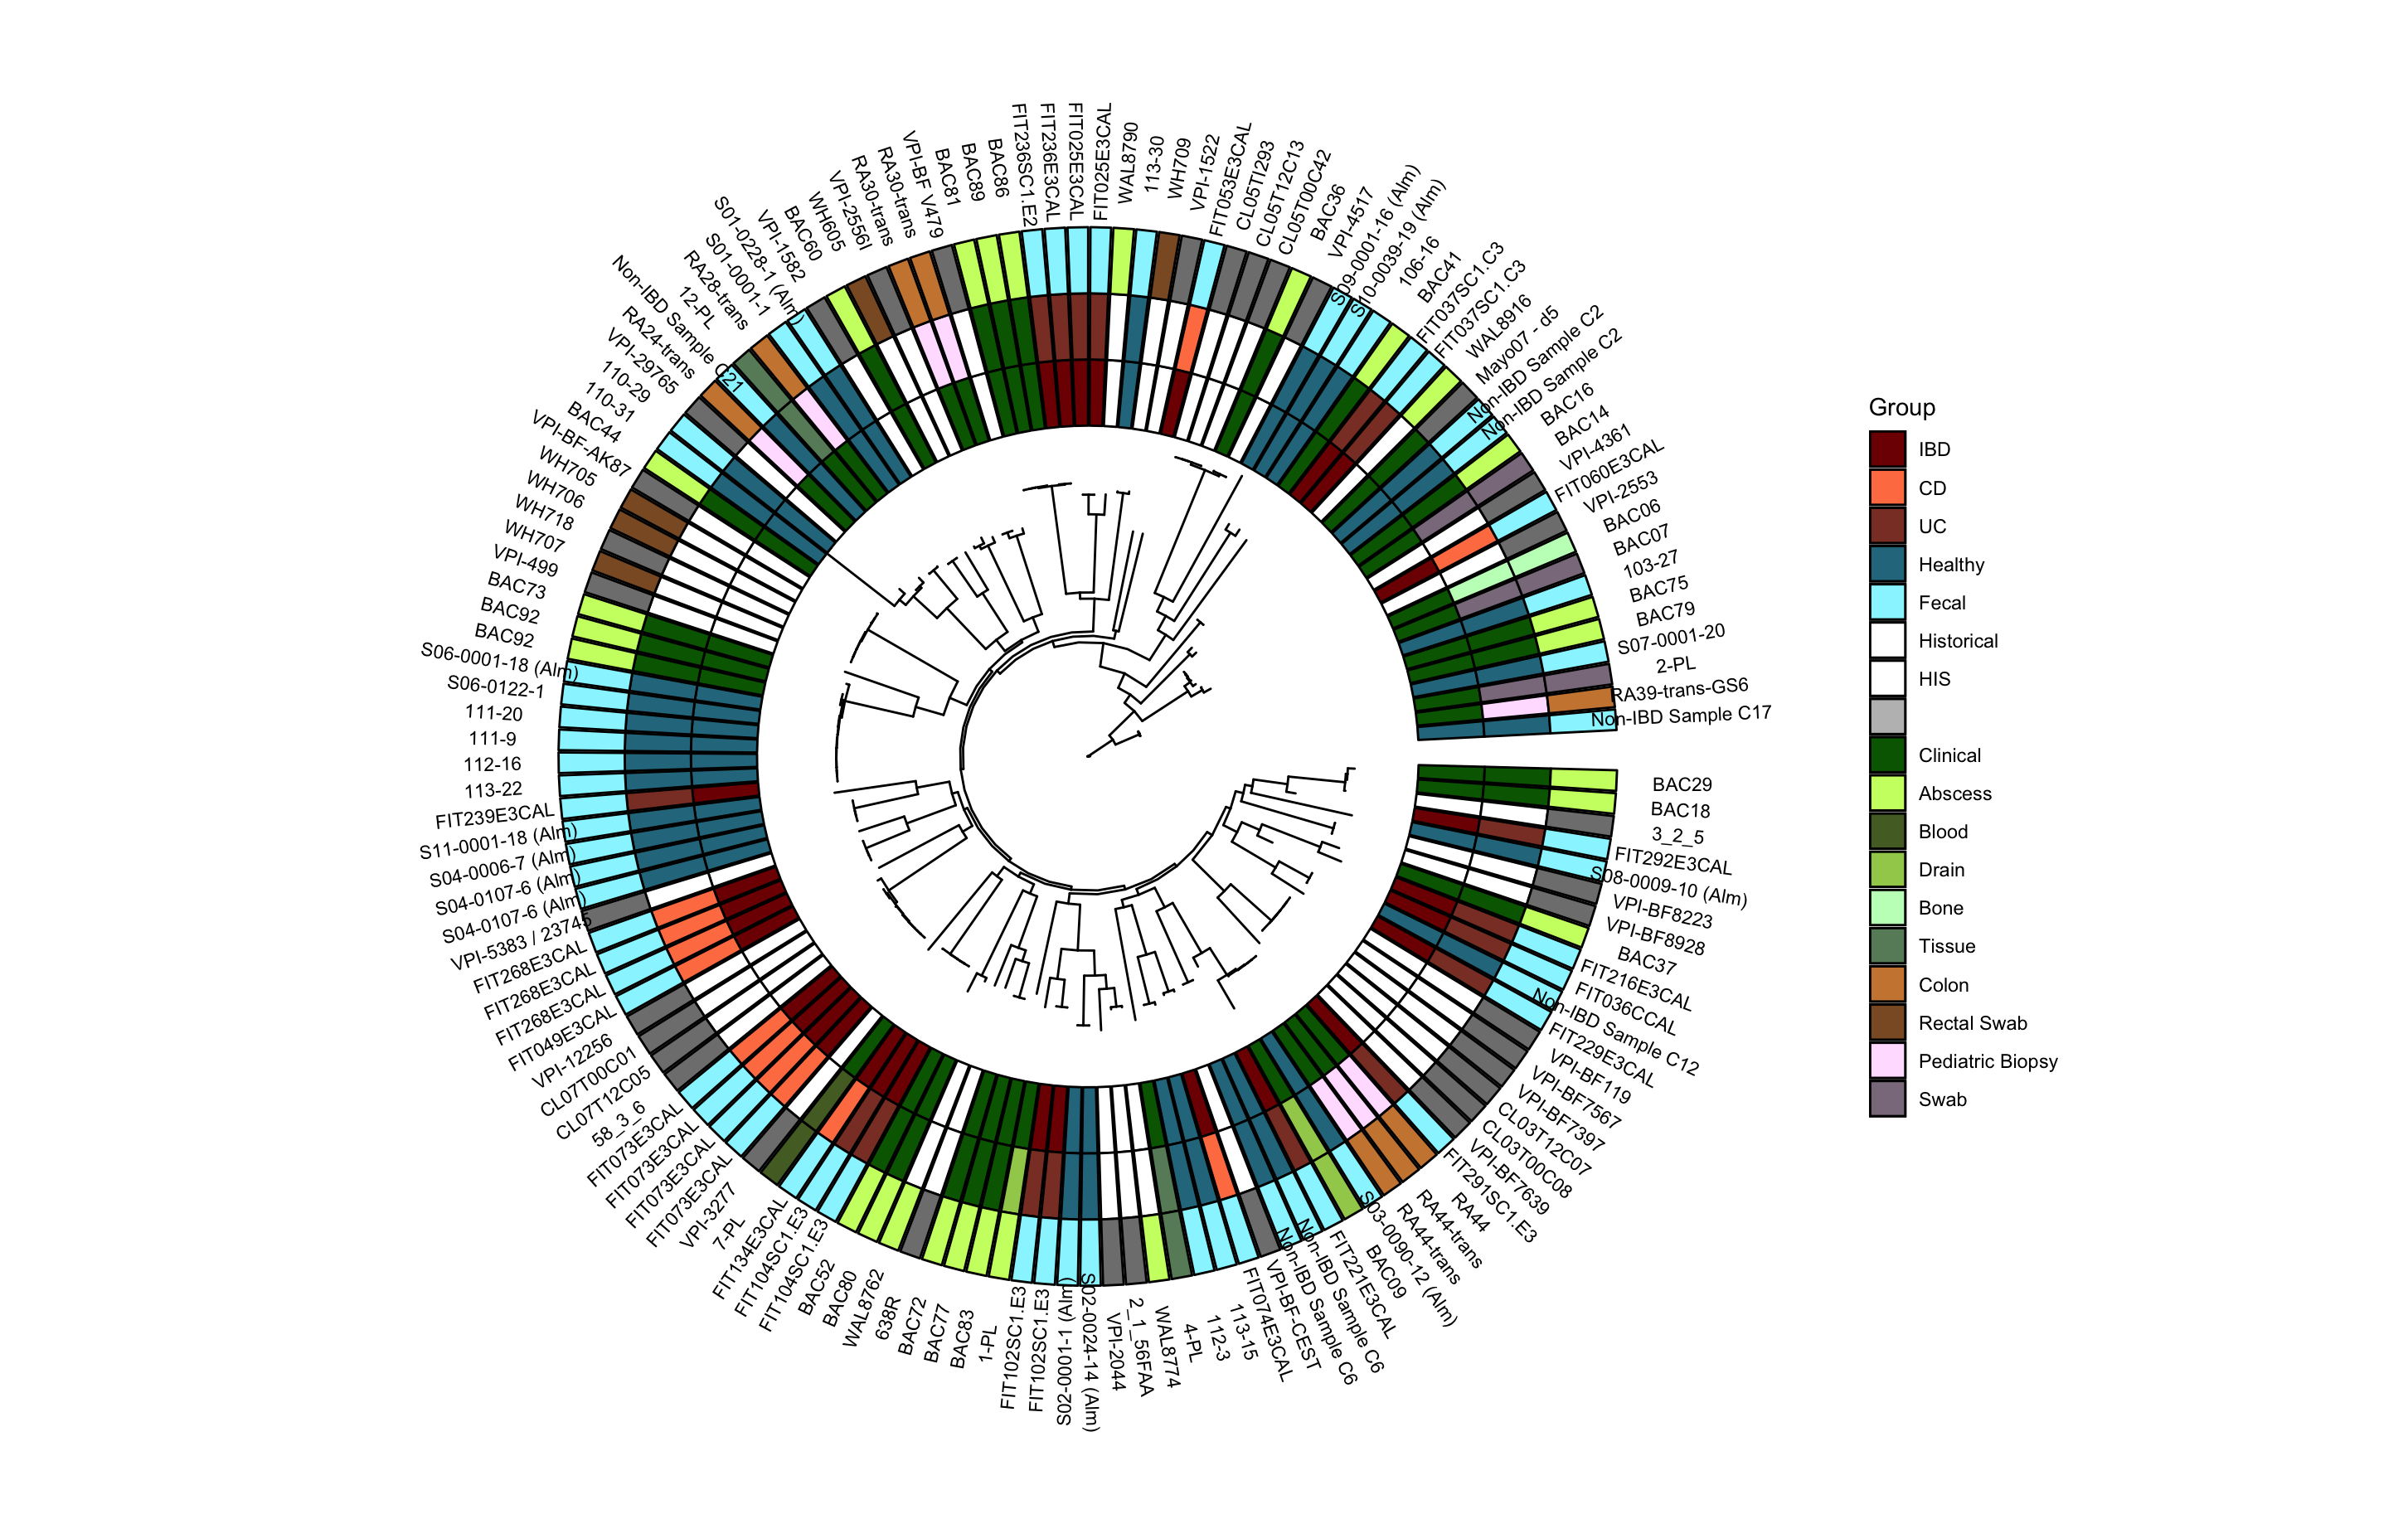 FIT236SC1.E2
FIT236E3CAL
FIT025E3CAL
FIT025E3CAL
WAL8790
113-30
WH709
VPI-1522
FIT053E3CAL
CL05TI293
CL05T12C13
CL05T00C42
BAC36
VPI-4517
S09-0001-16 (Alm)
S10-0039-19 (Alm)
106-16
BAC41
FIT037SC1.C3
FIT037SC1.C3
WAL8916
Mayo07 - d5
Non-IBD Sample C2
Non-IBD Sample C2
BAC16
BAC14
VPI-4361
FIT060E3CAL
VPI-2553
BAC06
BAC07
103-27
BAC75
BAC79
S07-0001-20
2-PL
RA39-trans-GS6
Non-IBD Sample C17
BAC29
BAC18
3_2_5
FIT292E3CAL
S08-0009-10 (Alm)
VPI-BF8223
VPI-BF8928
BAC37
FIT216E3CAL
FIT036CCAL
Non-IBD Sample C12
FIT229E3CAL
VPI-BF119
VPI-BF7567
VPI-BF7397
CL03T12C07
CL03T00C08
VPI-BF7639
FIT291SC1.E3
RA44
RA44-trans
RA44-trans
S03-0090-12 (Alm)
BAC09
FIT221E3CAL
Non-IBD Sample C6
Non-IBD Sample C6
VPI-BF-CEST
FIT074E3CAL
113-15
112-3
4-PL
WAL8774
2_1_56FAA
VPI-2044
S02-0024-14 (Alm)
S02-0001-1 (Alm)
FIT102SC1.E3
FIT102SC1.E3
1-PL
BAC83
BAC77
BAC72
638R
WAL8762
BAC80
BAC52
FIT104SC1.E3
FIT104SC1.E3
FIT134E3CAL
7-PL
VPI-3277
FIT073E3CAL
FIT073E3CAL
FIT073E3CAL
FIT073E3CAL
58_3_6
CL07T12C05
CL07T00C01
VPI-12256
FIT049E3CAL
FIT268E3CAL
FIT268E3CAL
FIT268E3CAL
VPI-5383 / 23745
S04-0107-6 (Alm)
S04-0107-6 (Alm)
S04-0006-7 (Alm)
S11-0001-18 (Alm)
FIT239E3CAL
113-22
112-16
111-9
111-20
S06-0122-1
S06-0001-18 (Alm)
BAC92
BAC92
BAC73
VPI-499
WH707
WH718
WH706
WH705
VPI-BF-AK87
BAC44
110-31
110-29
VPI-29765
RA24-trans
Non-IBD Sample C21
12-PL
RA28-trans
S01-0001-1
S01-0228-1 (Alm)
VPI-1582
BAC60
WH605
VPI-2556I
RA30-trans
RA30-trans
VPI-BF V479
BAC81
BAC89
BAC86
Group
IBD
CD
UC
Healthy
Fecal
Historical
HIS
Clinical
Abscess
Blood
Drain
Bone
Tissue
Colon
Rectal Swab
Pediatric Biopsy
Swab